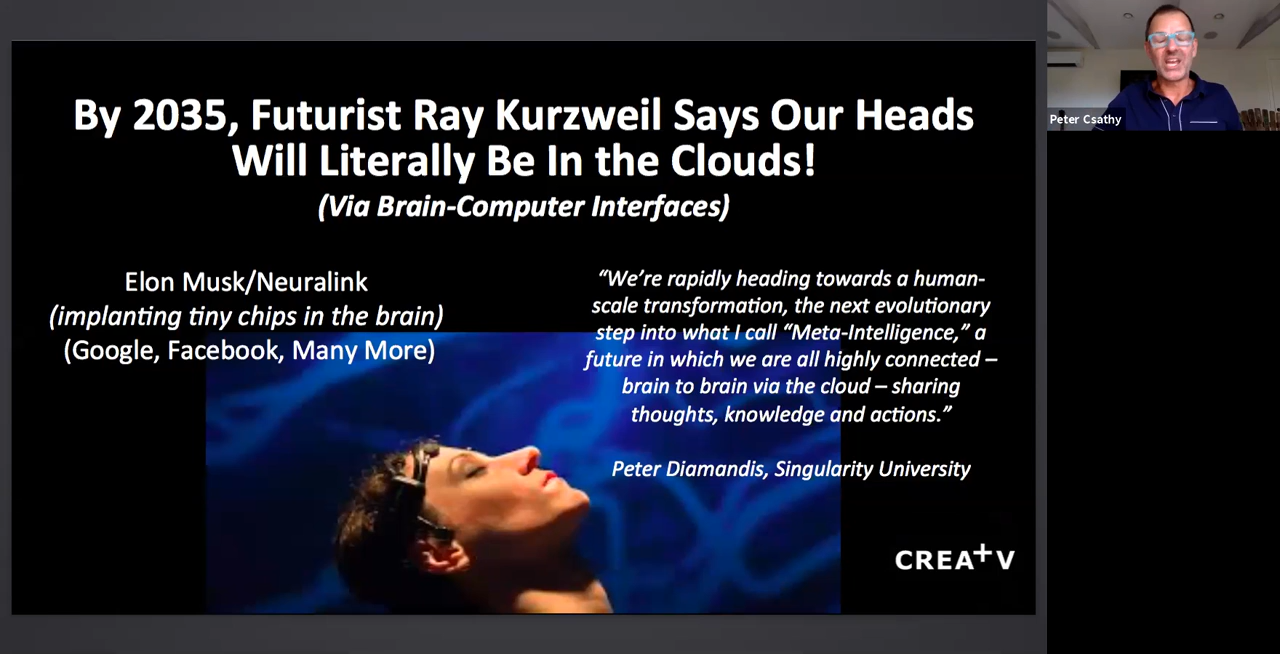 By 2035, Futurist Ray Kurzweil Says Our Heads
Will Literally Be In the Clouds!
(Via Brain-Computer Interfaces)
Elon Musk/Neuralink
(implanting tiny chips in the brain)
(Google, Facebook, Many More)
“We’re rapidly heading towards a human-
scale transformation, the next evolutionary
step into what I call “Meta-Intelligence,” a
future in which we are all highly connected –
brain to brain via the cloud – sharing
thoughts, knowledge and actions.”
Peter Diamandis, Singularity University
CREA+V
Peter Csathy